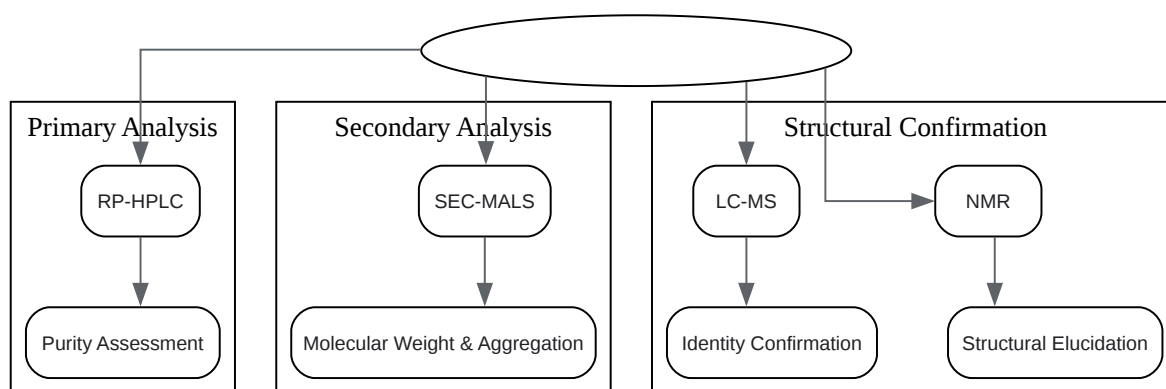 Primary Analysis
Secondary Analysis
Structural Confirmation
RP-HPLC
SEC-MALS
LC-MS
NMR
Purity Assessment
Molecular Weight & Aggregation
Identity Confirmation
Structural Elucidation